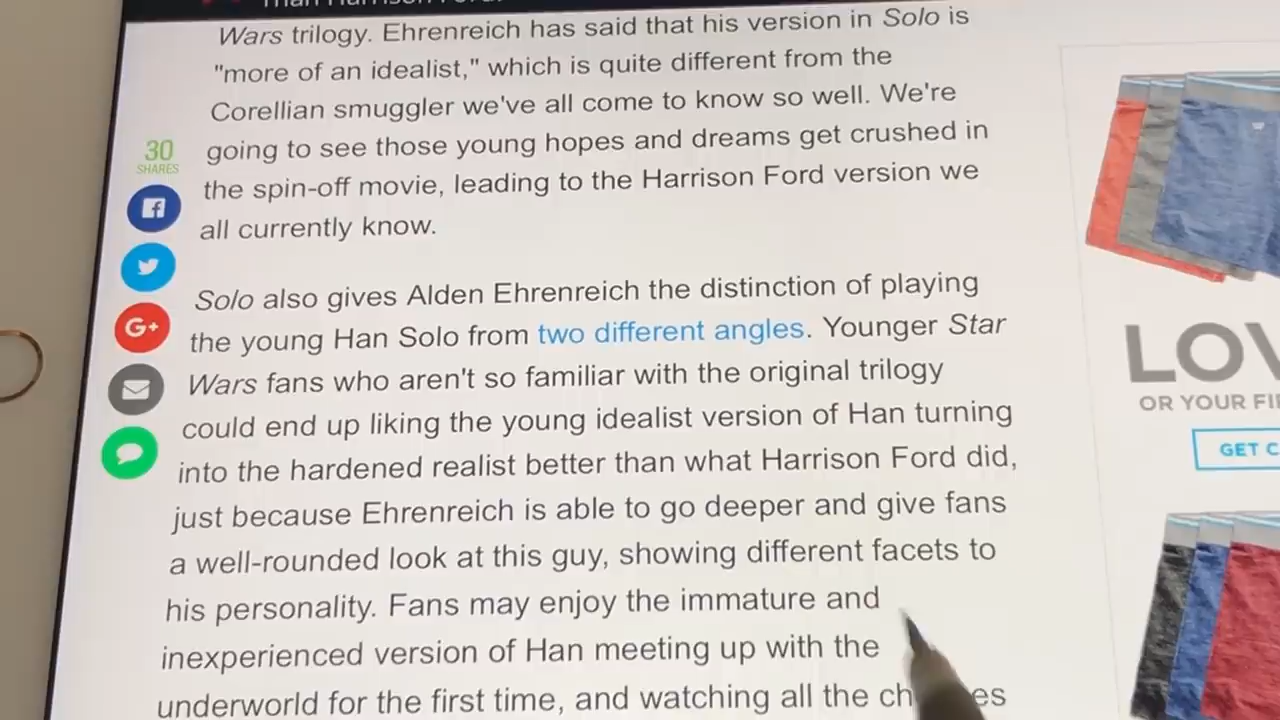 Wars trilogy. Ehrenreich has said that his version in Solo is
"more of an idealist," which is quite different from the
Corellian smuggler we've all come to know so well. We're
going to see those young hopes and dreams get crushed in
the spin-off movie, leading to the Harrison Ford version we
all currently know.
30
SHARES
G+
Solo also gives Alden Ehrenreich the distinction of playing
the young Han Solo from two different angles. Younger Star
Wars fans who aren't so familiar with the original trilogy
could end up liking the young idealist version of Han turning
into the hardened realist better than what Harrison Ford did,
just because Ehrenreich is able to go deeper and give fans
a well-rounded look at this guy, showing different facets to
his personality. Fans may enjoy the immature and
inexperienced version of Han meeting up with the
underworld for the first time, and watching all the
LOV
OR YOUR FI
GET C